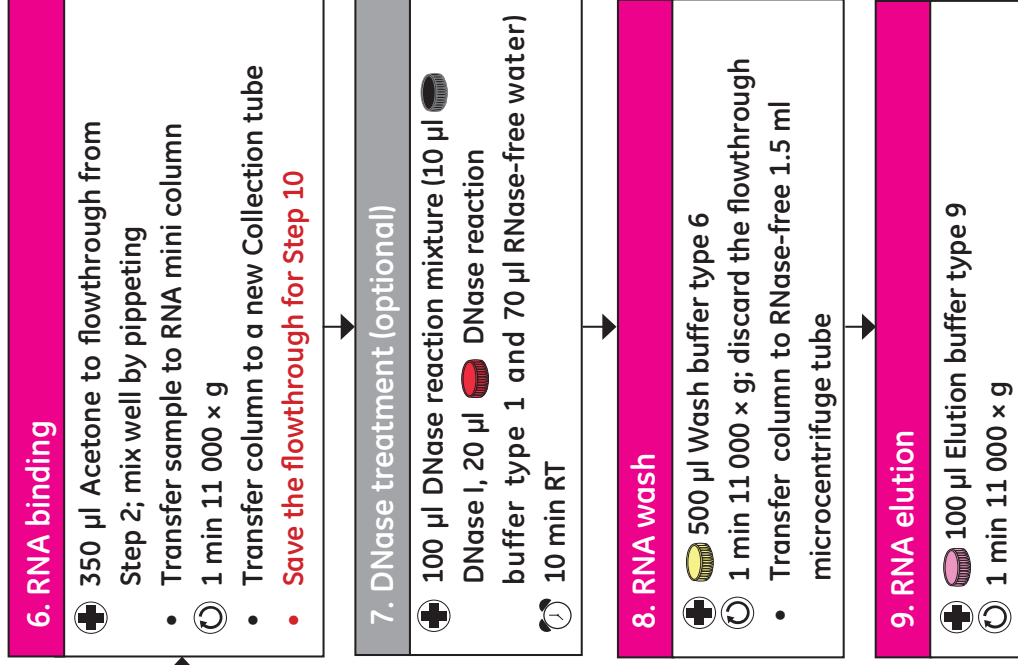 6. RNA binding
350 µl Acetone to flowthrough from
Step 2; mix well by pippeting
• Transfer sample to RNA mini column
1 min 11 000 × g
• Transfer column to a new Collection tube
• Save the flowthrough for Step 10
7. DNase treatment (optional)
100 µl DNase reaction mixture (10 µl
DNase I, 20 µl DNase reaction
buffer type 1 and 70 µl RNase-free water)
10 min RT
8. RNA wash
500 µl Wash buffer type 6
1 min 11 000 × g; discard the flowthrough
• Transfer column to RNase-free 1.5 ml
microcentrifuge tube
9. RNA elution
100 µl Elution buffer type 9
1 min 11 000 × g